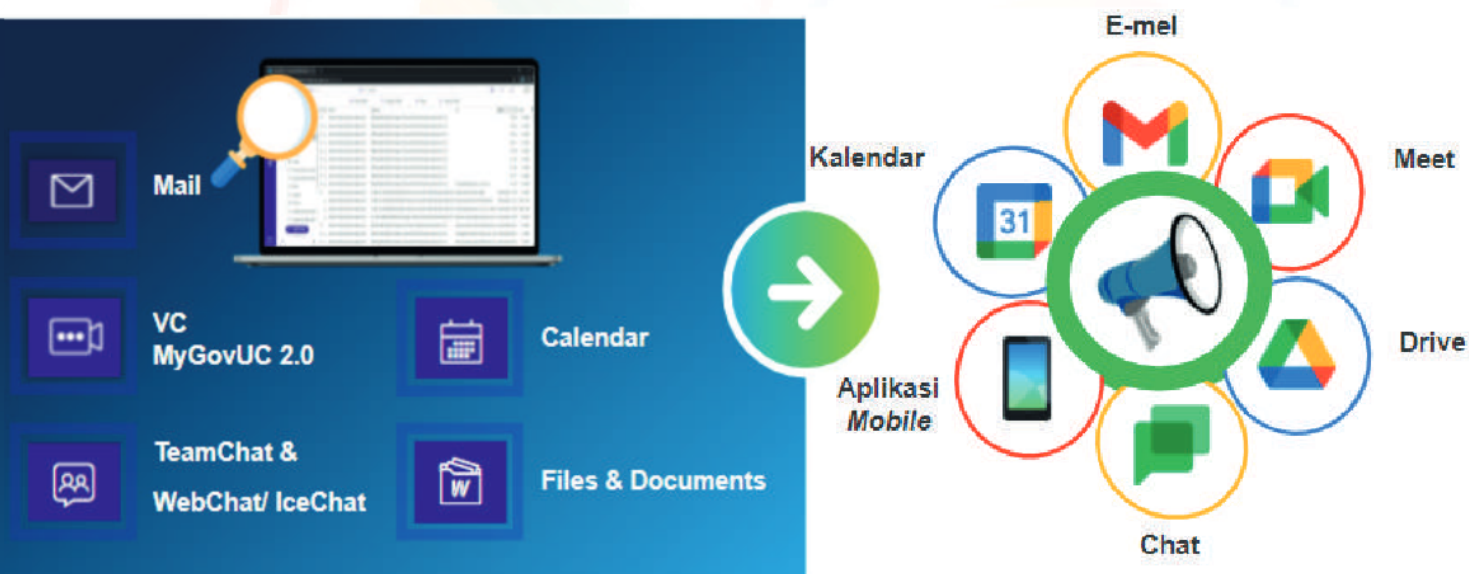 Mail
VC
MyGovUC 2.0
Calendar
TeamChat &
WebChat/ IceChat
Files & Documents
W
E-mel
Kalendar
31
Meet
Drive
Aplikasi
Mobile
Chat